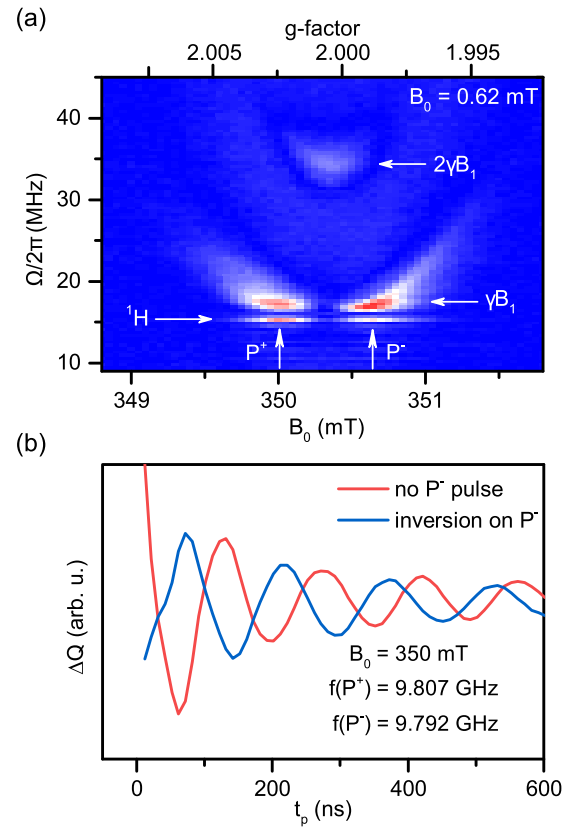 (a)
g-factor
2.005 2.000 1.995
B₀ = 0.62 mT
40
30
20
10
Ω/2π (MHz)
2γB₁
γB₁
¹H
P⁺ P⁻
349 350 351
B₀ (mT)
(b)
no P⁻ pulse
inversion on P⁻
ΔQ (arb. u.)
B₀ = 350 mT
f(P⁺) = 9.807 GHz
f(P⁻) = 9.792 GHz
0 200 400 600
tₚ (ns)